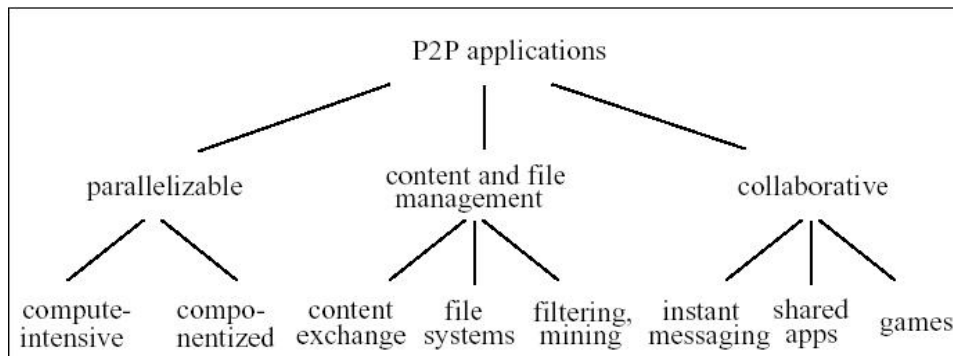 P2P applications
parallelizable
content and file
management
collaborative
compute-
intensive
compo-
nentized
content
exchange
file
systems
filtering,
mining
instant
messaging
shared
apps
games